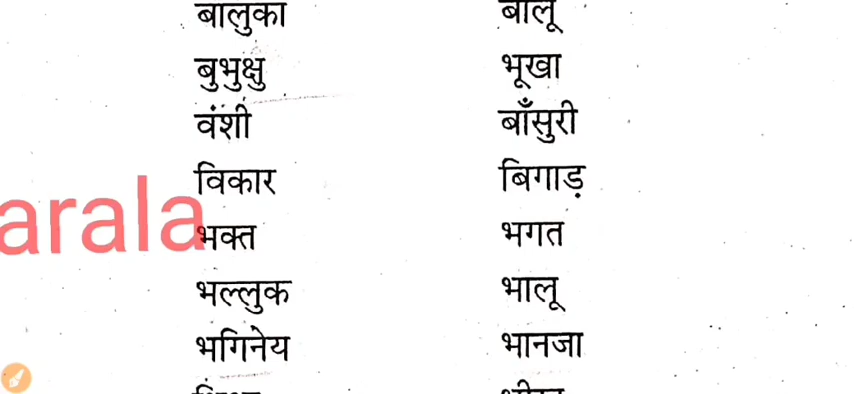 बालुका बालू
बुभुक्षु भूखा
वंशी बाँसुरी
विकार बिगाड़
arala
भक्त भगत
भल्लुक भालू
भगिनेय भानजा